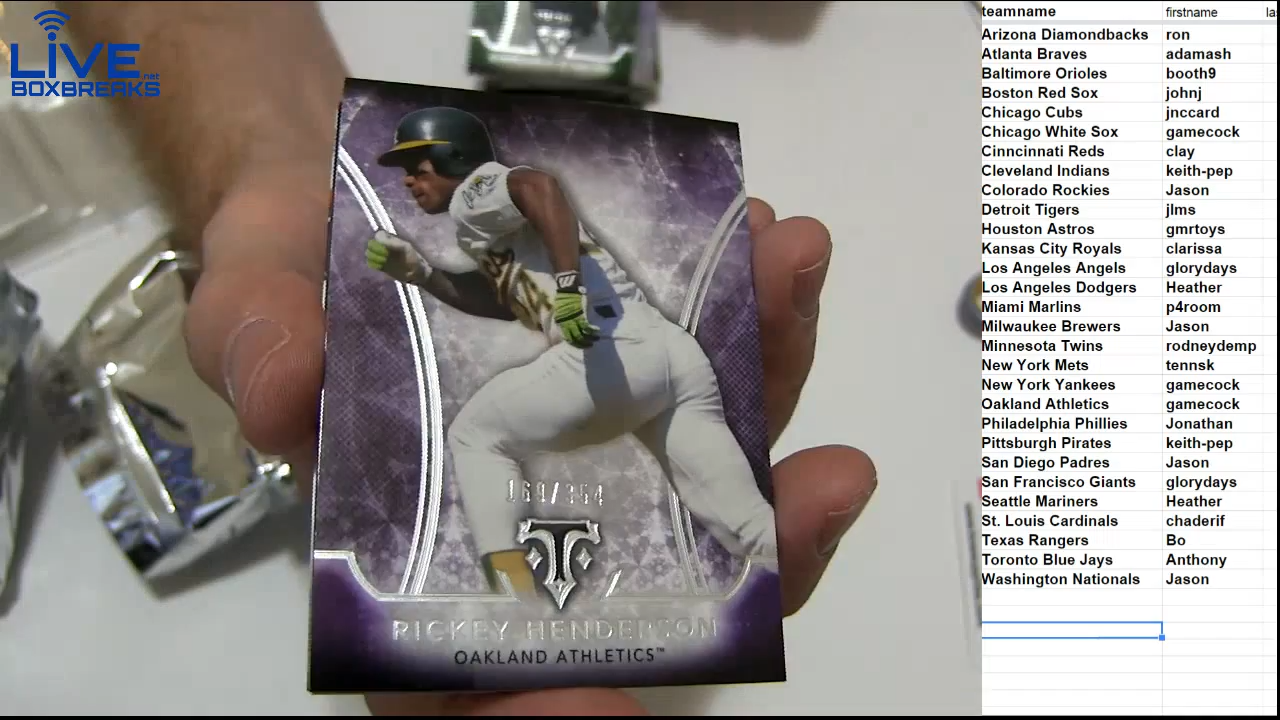 LIVE
.net
BOXBREAKS
169/354
T
RICKEY HENDERSON
OAKLAND ATHLETICS™
teamname firstname la
Arizona Diamondbacks ron
Atlanta Braves adamash
Baltimore Orioles booth9
Boston Red Sox johnj
Chicago Cubs jnccard
Chicago White Sox gamecock
Cinncinnati Reds clay
Cleveland Indians keith-pep
Colorado Rockies Jason
Detroit Tigers jlms
Houston Astros gmrtoys
Kansas City Royals clarissa
Los Angeles Angels glorydays
Los Angeles Dodgers Heather
Miami Marlins p4room
Milwaukee Brewers Jason
Minnesota Twins rodneydemp
New York Mets tennsk
New York Yankees gamecock
Oakland Athletics gamecock
Philadelphia Phillies Jonathan
Pittsburgh Pirates keith-pep
San Diego Padres Jason
San Francisco Giants glorydays
Seattle Mariners Heather
St. Louis Cardinals chaderif
Texas Rangers Bo
Toronto Blue Jays Anthony
Washington Nationals Jason